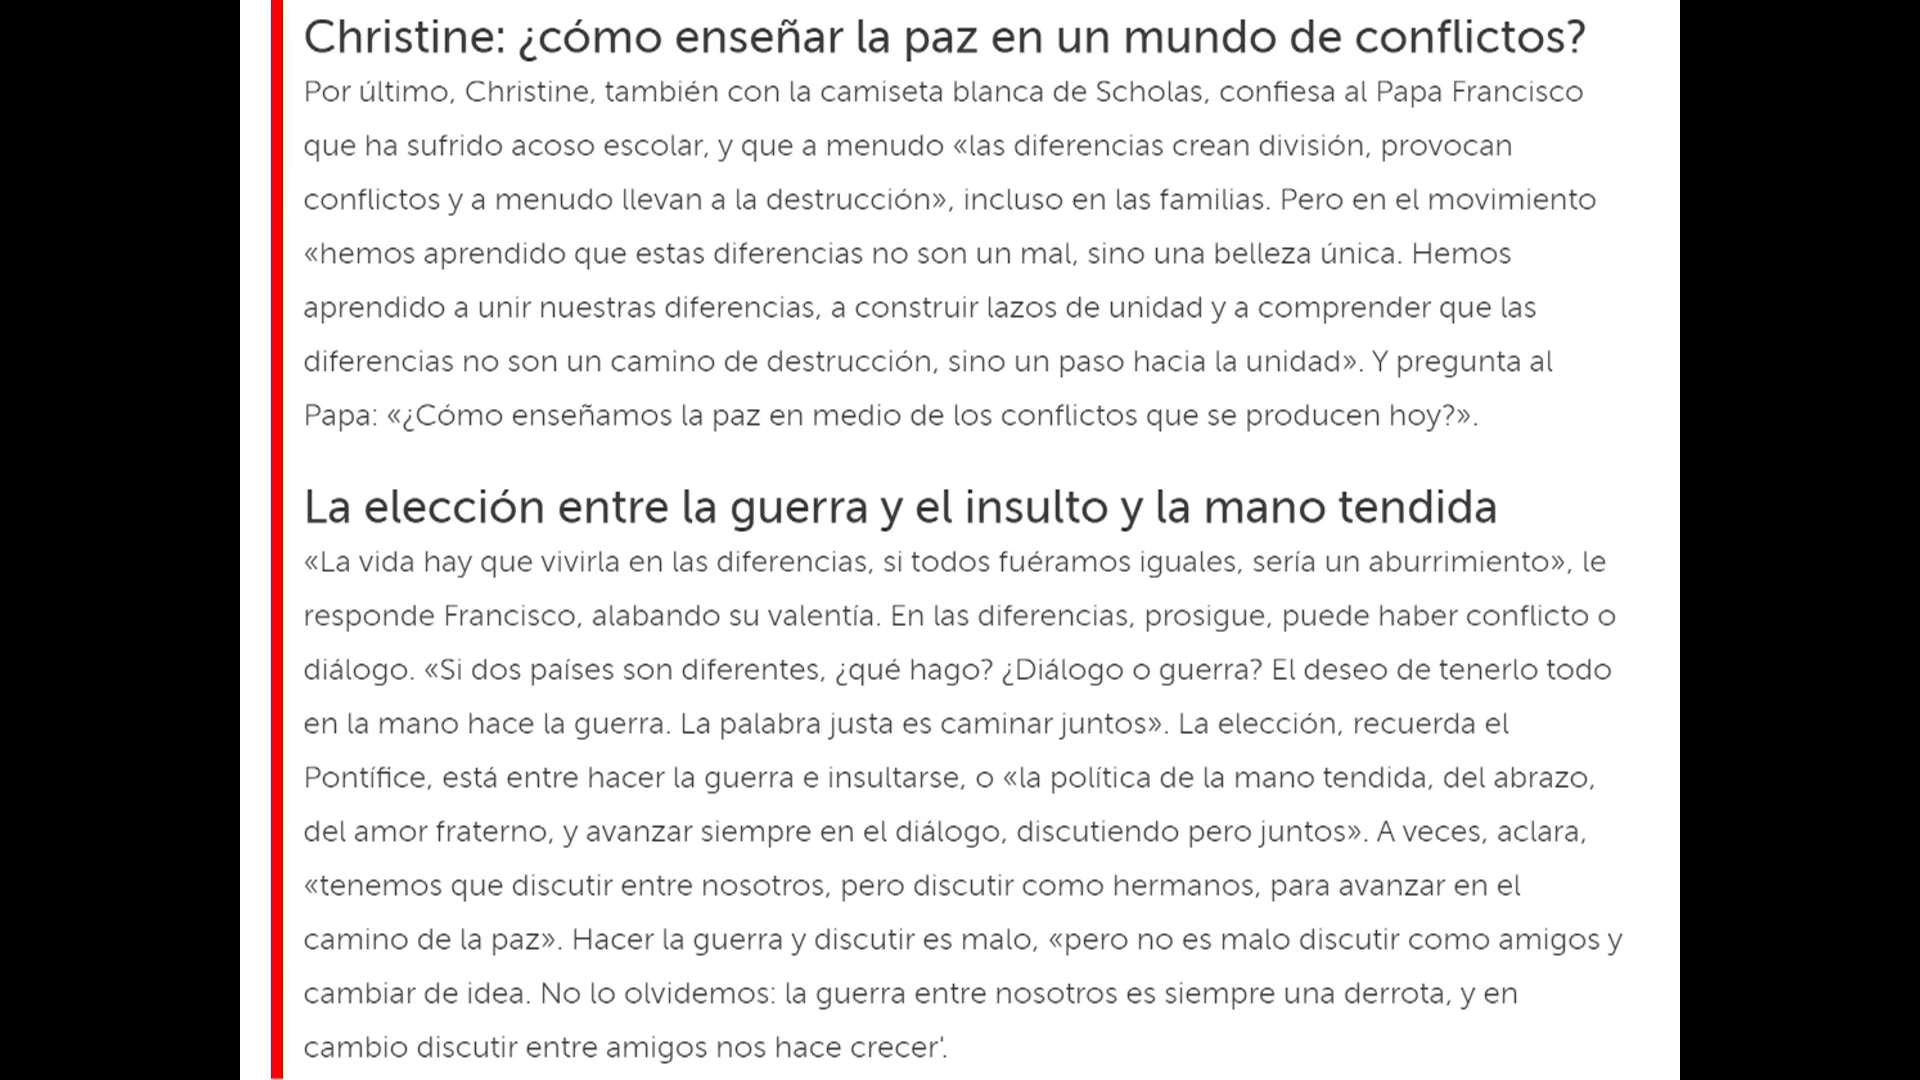 Christine: ¿cómo enseñar la paz en un mundo de conflictos?
Por último, Christine, también con la camiseta blanca de Scholas, confiesa al Papa Francisco
que ha sufrido acoso escolar, y que a menudo «las diferencias crean división, provocan
conflictos y a menudo llevan a la destrucción», incluso en las familias. Pero en el movimiento
«hemos aprendido que estas diferencias no son un mal, sino una belleza única. Hemos
aprendido a unir nuestras diferencias, a construir lazos de unidad y a comprender que las
diferencias no son un camino de destrucción, sino un paso hacia la unidad». Y pregunta al
Papa: «¿Cómo enseñamos la paz en medio de los conflictos que se producen hoy?».
La elección entre la guerra y el insulto y la mano tendida
«La vida hay que vivirla en las diferencias, si todos fuéramos iguales, sería un aburrimiento», le
responde Francisco, alabando su valentía. En las diferencias, prosigue, puede haber conflicto o
diálogo. «Si dos países son diferentes, ¿qué hago? ¿Diálogo o guerra? El deseo de tenerlo todo
en la mano hace la guerra. La palabra justa es caminar juntos». La elección, recuerda el
Pontífice, está entre hacer la guerra e insultarse, o «la política de la mano tendida, del abrazo,
del amor fraterno, y avanzar siempre en el diálogo, discutiendo pero juntos». A veces, aclara,
«tenemos que discutir entre nosotros, pero discutir como hermanos, para avanzar en el
camino de la paz». Hacer la guerra y discutir es malo, «pero no es malo discutir como amigos y
cambiar de idea. No lo olvidemos: la guerra entre nosotros es siempre una derrota, y en
cambio discutir entre amigos nos hace crecer'.